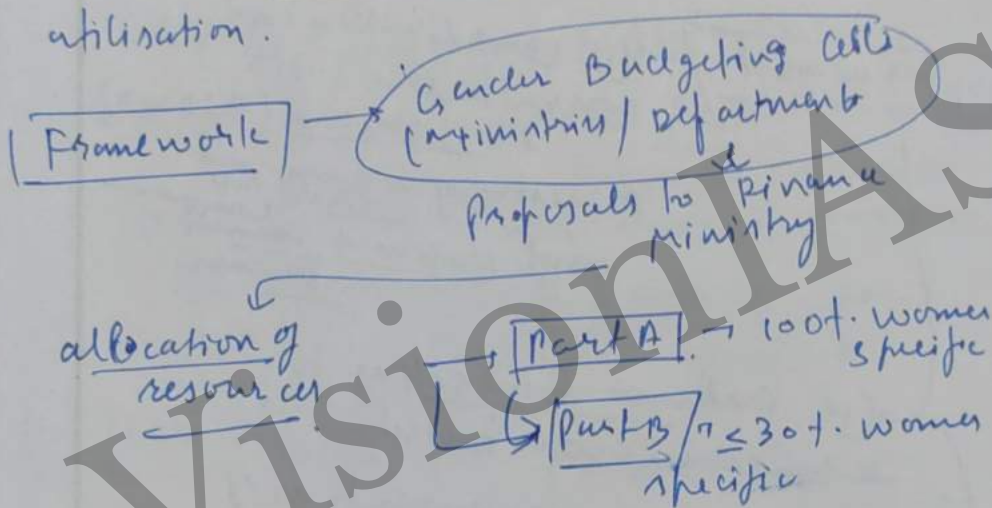 utilisation.
Framework
Gender Budgeting Cells
(Ministries / Departments
Proposals to Finance
Ministry
allocation of
resources
Part A → 100% women
specific
Part B → ≤ 30% women
specific
VisionIAS